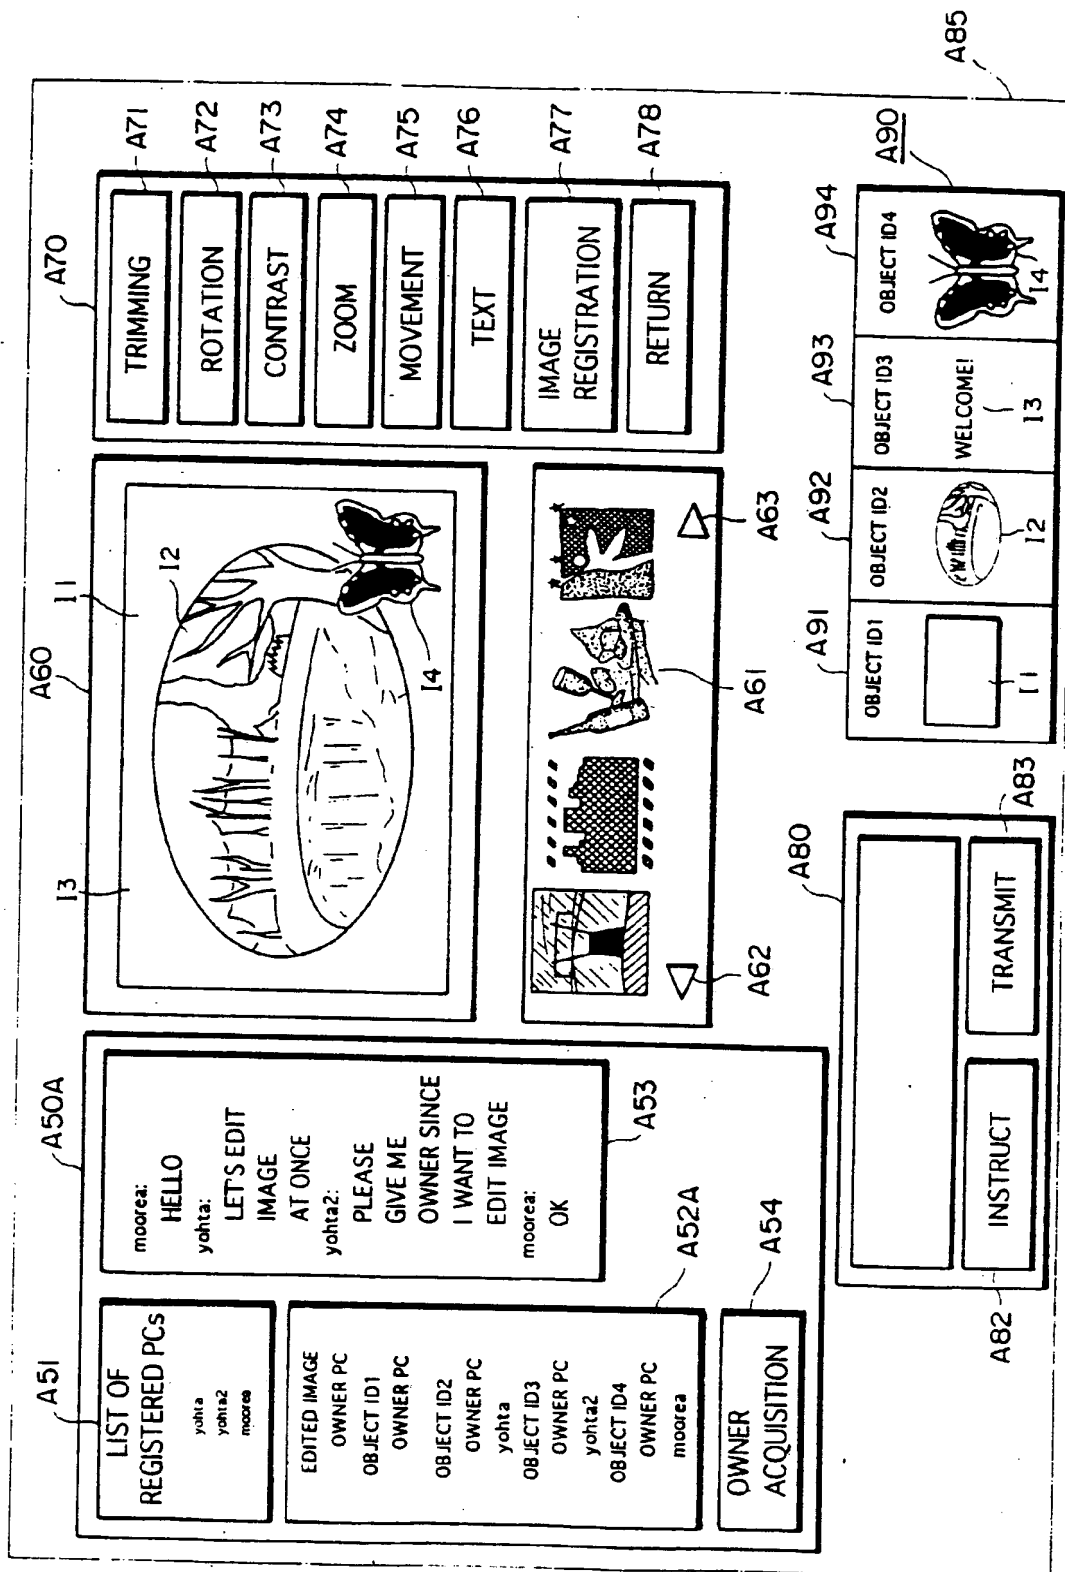 A85
A50A
A51
LIST OF
REGISTERED PCs
yohta
yohta2
moorea
EDITED IMAGE
OWNER PC
OBJECT ID1
OWNER PC
OBJECT ID2
OWNER PC
yohta
OBJECT ID3
OWNER PC
yohta2
OBJECT ID4
OWNER PC
moorea
A52A
OWNER
ACQUISITION
A54
moorea:
HELLO
yohta:
LET'S EDIT
IMAGE
AT ONCE
yohta2:
PLEASE
GIVE ME
OWNER SINCE
I WANT TO
EDIT IMAGE
moorea:
OK
A53
A60
I3
I1
I2
I4
A62
A61
A63
A70
TRIMMING
A71
ROTATION
A72
CONTRAST
A73
ZOOM
A74
MOVEMENT
A75
TEXT
A76
IMAGE
REGISTRATION
A77
RETURN
A78
A80
INSTRUCT
TRANSMIT
A82
A83
A90
A91
A92
A93
A94
OBJECT ID1
OBJECT ID2
OBJECT ID3
OBJECT ID4
WELCOME!
I1
I2
I3
I4